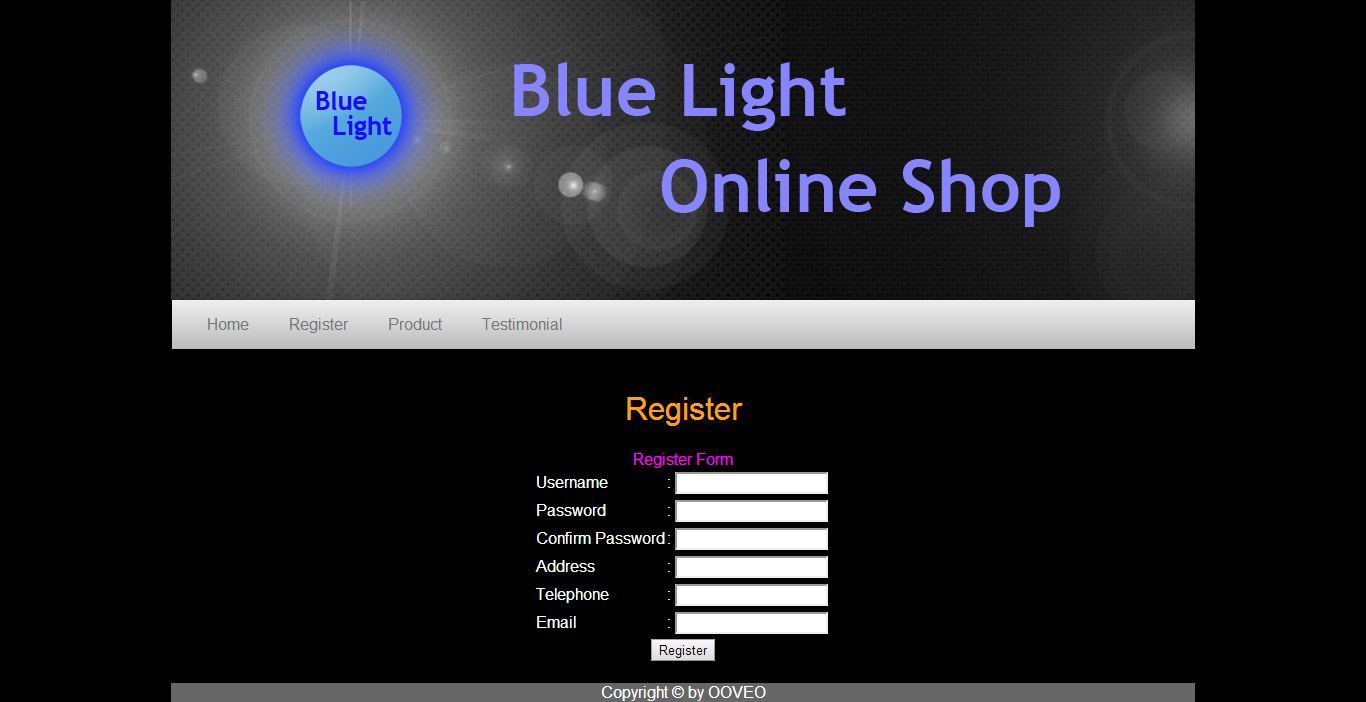 Blue
Light
Blue Light
Online Shop
Home Register Product Testimonial
Register
Register Form
Username :
Password :
Confirm Password :
Address :
Telephone :
Email :
Register
Copyright © by OOVEO